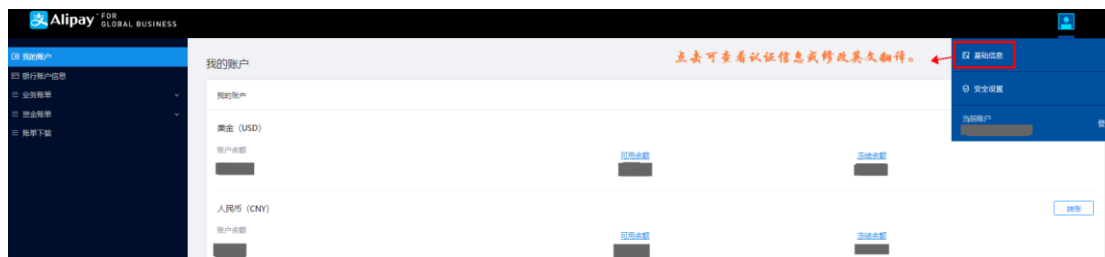 支 Alipay FOR GLOBAL BUSINESS
我的账户
银行账户信息
业务账单
资金账单
账单下载
我的账户
点击可查看认证信息或修改英文翻译。
基础信息
安全设置
当前账户
登
我的账户
美金（USD）
账户余额
可用余额
冻结余额
人民币（CNY）
转账
账户余额
可用余额
冻结余额